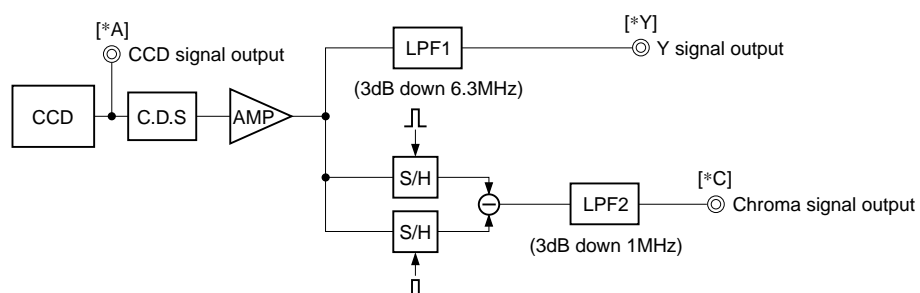 [*A]
CCD signal output
[*Y]
Y signal output
LPF1
(3dB down 6.3MHz)
CCD
C.D.S
AMP
S/H
S/H
LPF2
(3dB down 1MHz)
[*C]
Chroma signal output